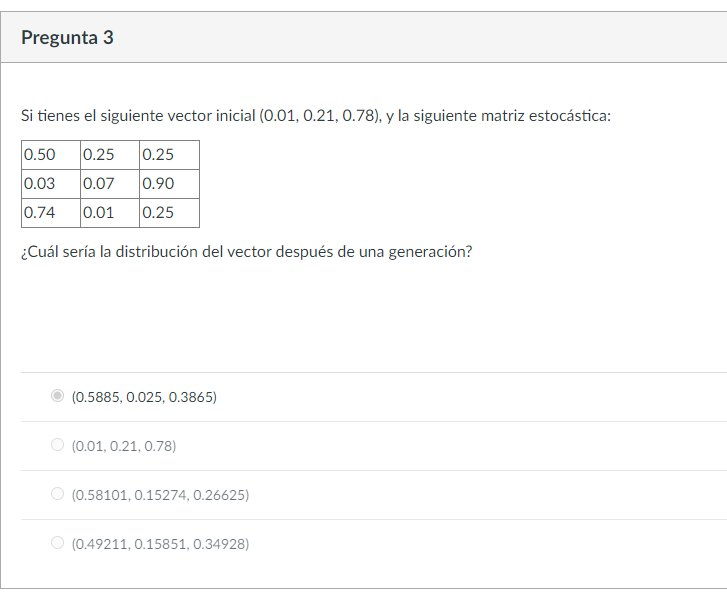 Pregunta 3
Si tienes el siguiente vector inicial (0.01, 0.21, 0.78), y la siguiente matriz estocástica:
0.50 0.25 0.25
0.03 0.07 0.90
0.74 0.01 0.25
¿Cuál sería la distribución del vector después de una generación?
(0.5885, 0.025, 0.3865)
(0.01, 0.21, 0.78)
(0.58101, 0.15274, 0.26625)
(0.49211, 0.15851, 0.34928)